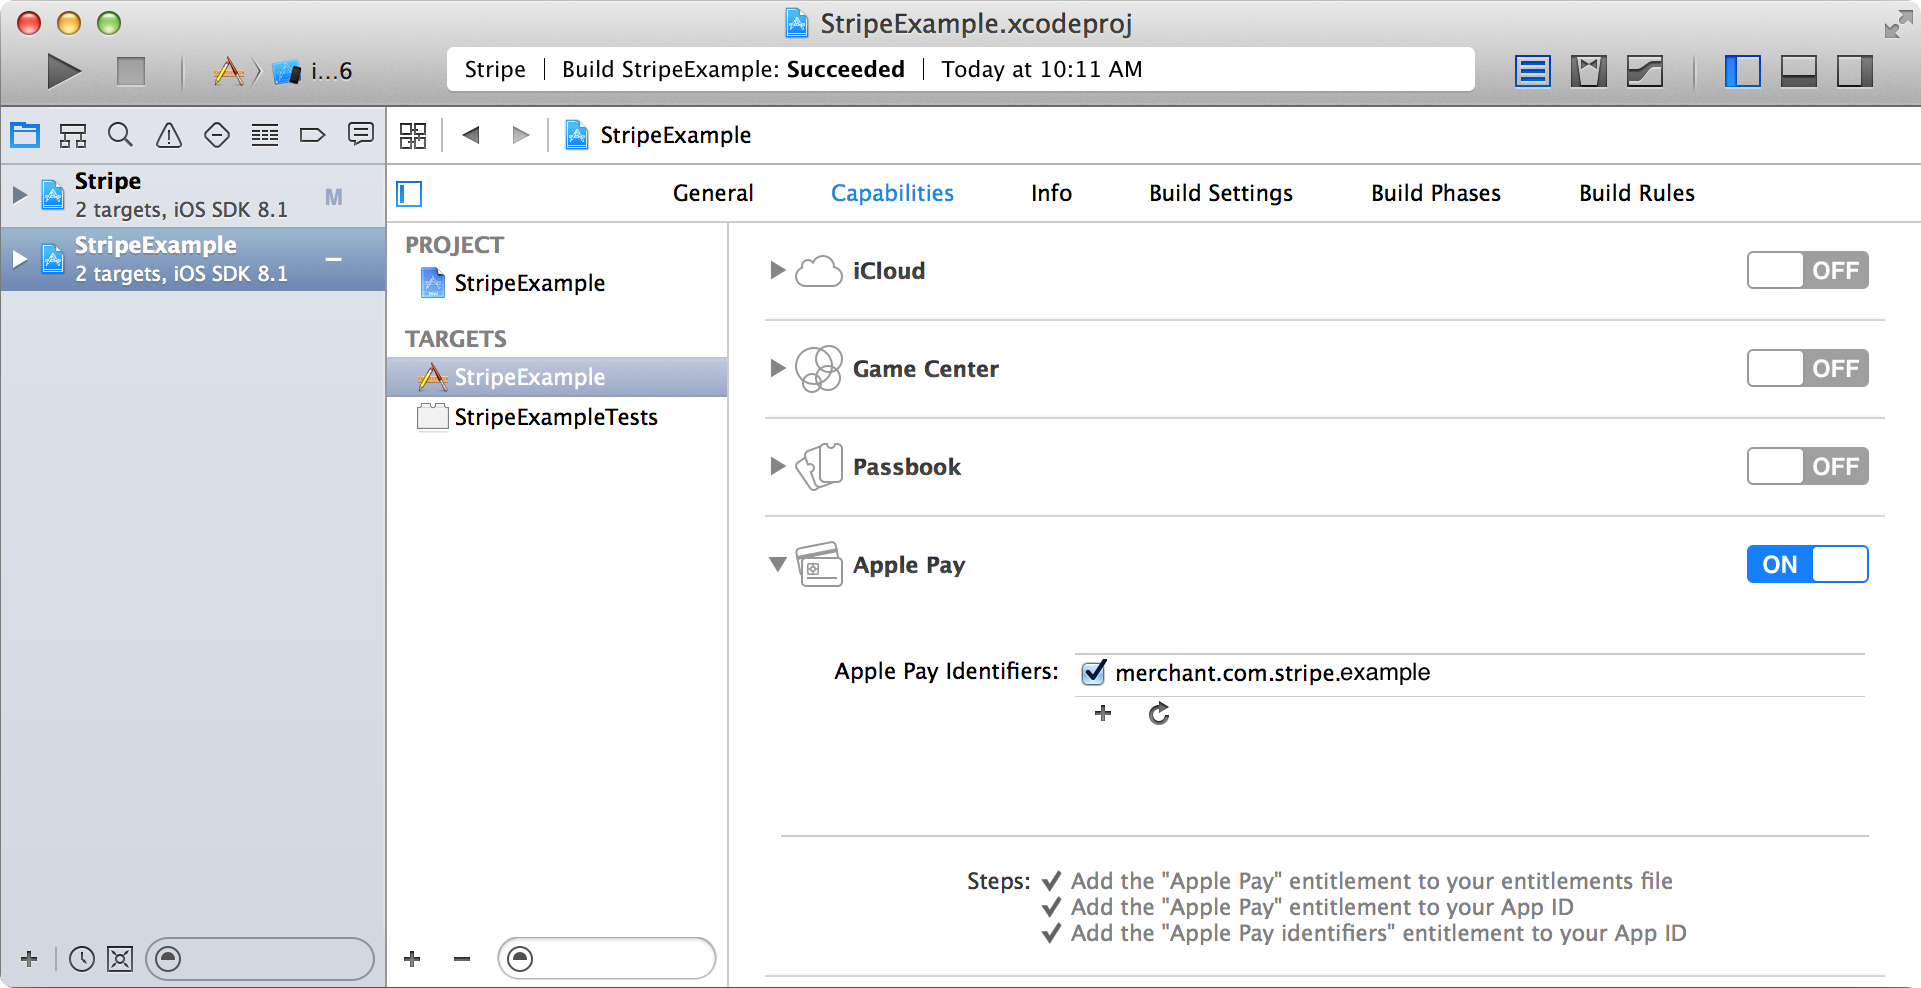 StripeExample.xcodeproj
i...6
Stripe | Build StripeExample: Succeeded | Today at 10:11 AM
StripeExample
Stripe
2 targets, iOS SDK 8.1
M
StripeExample
2 targets, iOS SDK 8.1
General Capabilities Info Build Settings Build Phases Build Rules
PROJECT
StripeExample
TARGETS
StripeExample
StripeExampleTests
iCloud OFF
Game Center OFF
Passbook OFF
Apple Pay ON
Apple Pay Identifiers: merchant.com.stripe.example
Steps: Add the "Apple Pay" entitlement to your entitlements file
Add the "Apple Pay" entitlement to your App ID
Add the "Apple Pay identifiers" entitlement to your App ID